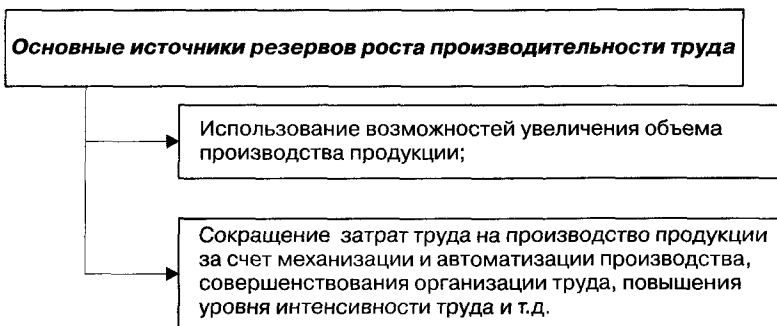 Основные источники резервов роста производительности труда
Использование возможностей увеличения объема
производства продукции;
Сокращение затрат труда на производство продукции
за счет механизации и автоматизации производства,
совершенствования организации труда, повышения
уровня интенсивности труда и т.д.